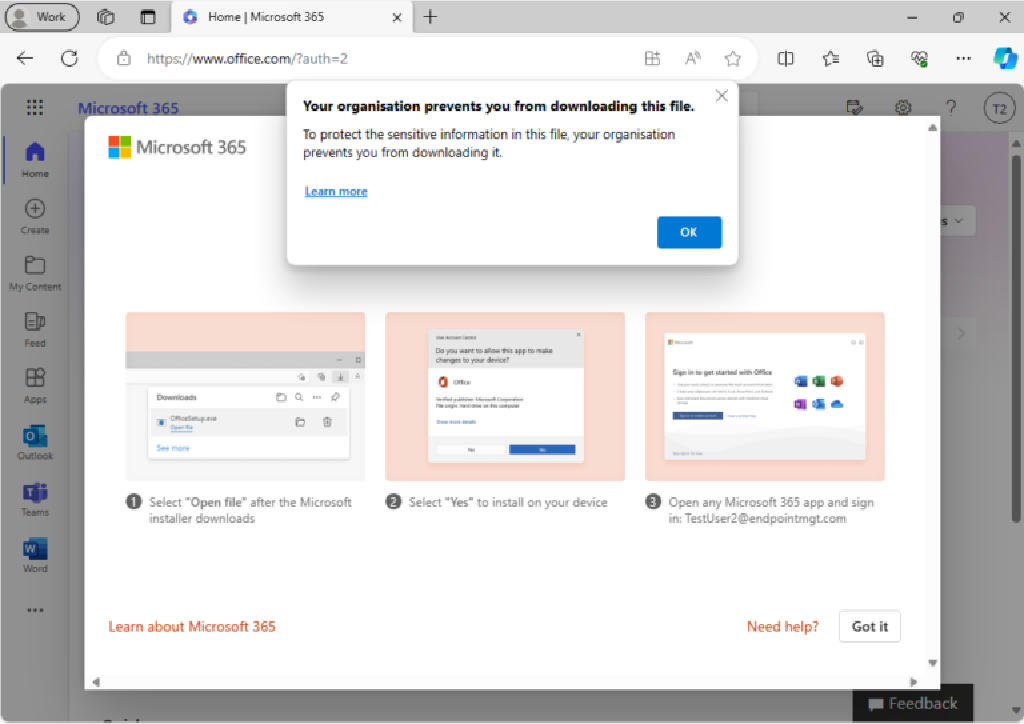 Work
Home | Microsoft 365
https://www.office.com/?auth=2
Microsoft 365
T2
Your organisation prevents you from downloading this file.
To protect the sensitive information in this file, your organisation
prevents you from downloading it.
Learn more
OK
Microsoft 365
Home
Create
My Content
Feed
Apps
Outlook
Teams
Word
Downloads
OfficeSetup.exe
Open file
See more
User Account Control
Do you want to allow this app to make
changes to your device?
Office
Verified publisher: Microsoft Corporation
File origin: Hard drive on this computer
Show more details
Yes
No
Microsoft
Sign in to get started with Office
1 Select "Open file" after the Microsoft
installer downloads
2 Select "Yes" to install on your device
3 Open any Microsoft 365 app and sign
in: TestUser2@endpointmgt.com
Learn about Microsoft 365
Need help?
Got it
Feedback